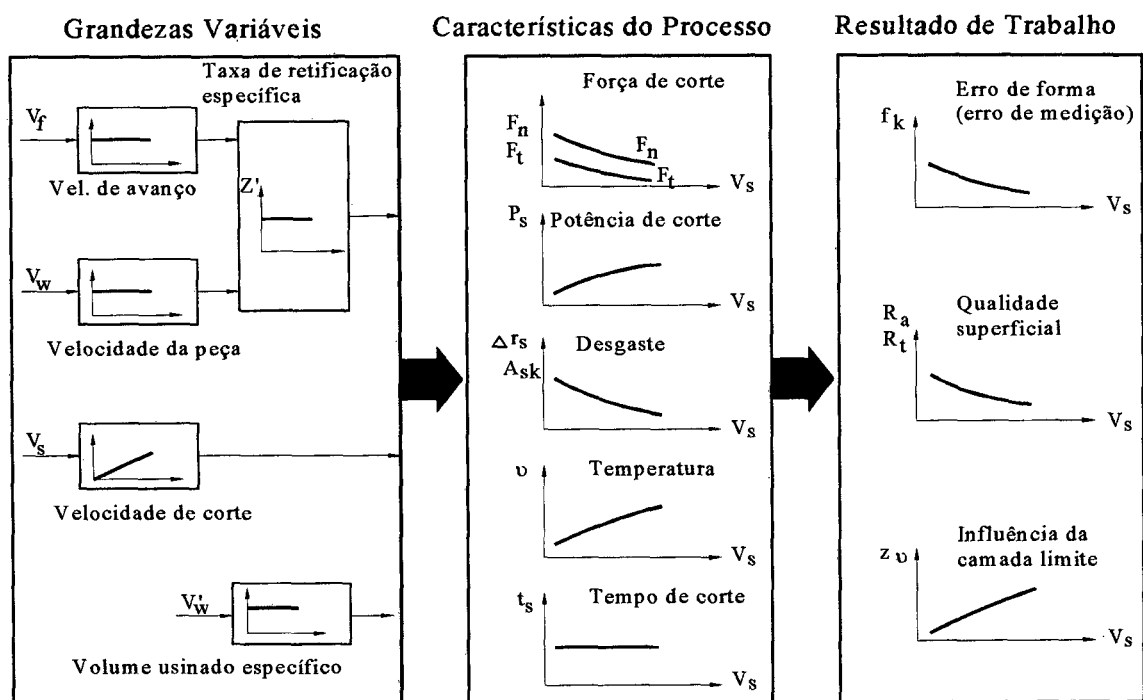 Grandezas Variáveis
Taxa de retificação
específica
Vf
Vel. de avanço
Z'
Vw
Velocidade da peça
Vs
Velocidade de corte
V'w
Volume usinado específico
Características do Processo
Força de corte
Fn
Ft
Fn
Ft
Vs
Ps
Potência de corte
Vs
Δrs
Ask
Desgaste
Vs
υ
Temperatura
Vs
ts
Tempo de corte
Vs
Resultado de Trabalho
Erro de forma
(erro de medição)
fk
Vs
Ra
Rt
Qualidade
superficial
Vs
Influência da
camada limite
zυ
Vs